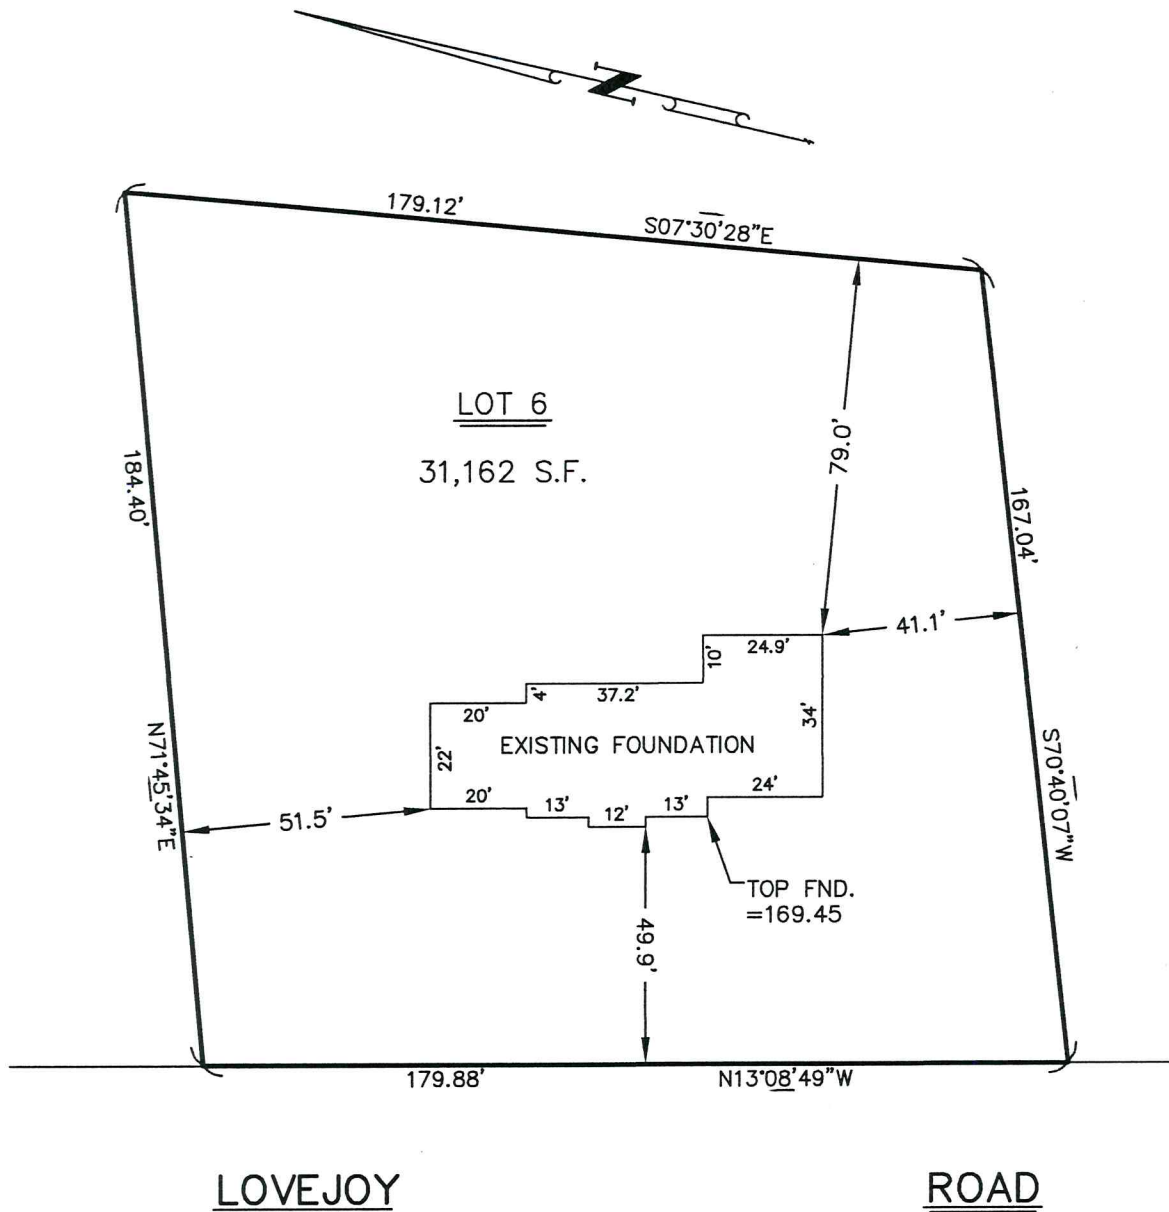 N
179.12'
S07°30'28"E
LOT 6
31,162 S.F.
184.40'
N71°45'34"E
79.0'
167.04'
S70°40'07"W
41.1'
24.9'
10'
37.2'
4'
20'
34'
EXISTING FOUNDATION
22'
24'
20'
13'
12'
13'
51.5'
TOP FND.
=169.45
49.9'
179.88'
N13°08'49"W
LOVEJOY ROAD